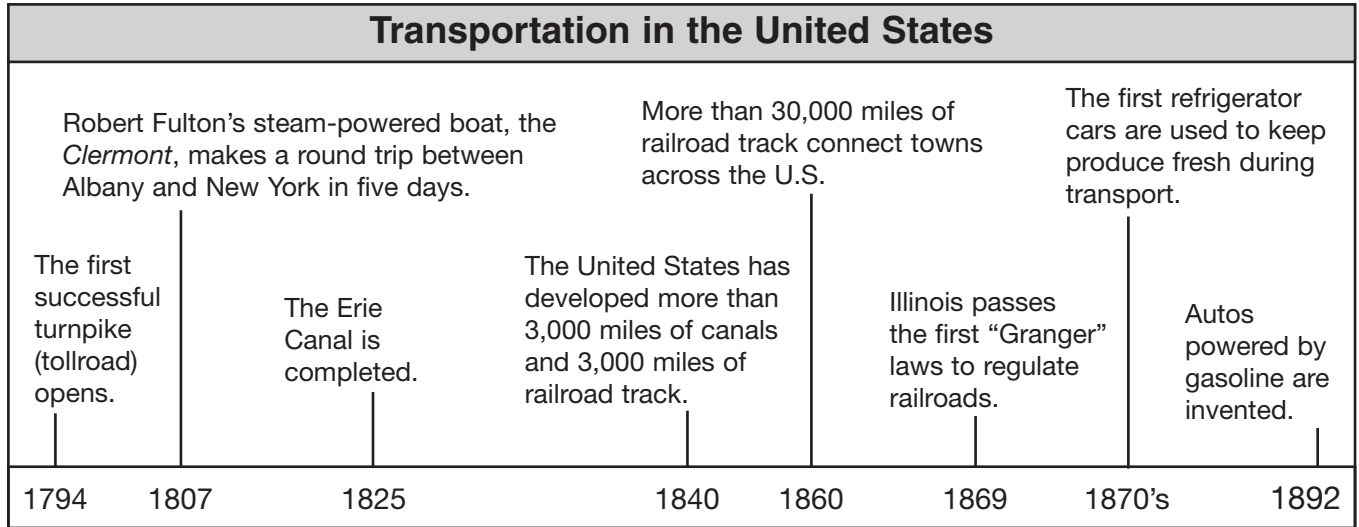 Transportation in the United States
Robert Fulton’s steam-powered boat, the
Clermont, makes a round trip between
Albany and New York in five days.
More than 30,000 miles of
railroad track connect towns
across the U.S.
The first refrigerator
cars are used to keep
produce fresh during
transport.
The first
successful
turnpike
(tollroad)
opens.
The Erie
Canal is
completed.
The United States has
developed more than
3,000 miles of canals
and 3,000 miles of
railroad track.
Illinois passes
the first “Granger”
laws to regulate
railroads.
Autos
powered by
gasoline are
invented.
1794 1807 1825 1840 1860 1869 1870’s 1892